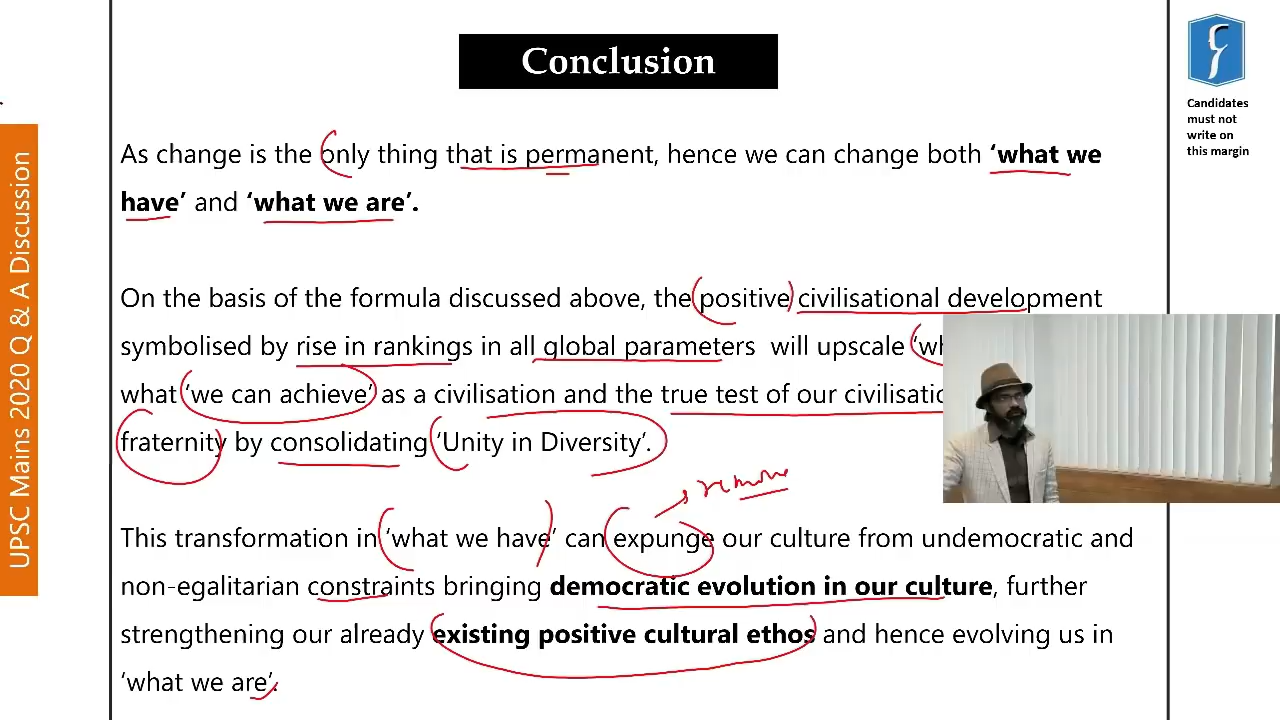 Conclusion
Candidates
must not
write on
this margin
UPSC Mains 2020 Q & A Discussion
As change is the only thing that is permanent, hence we can change both ‘what we
have’ and ‘what we are’.
On the basis of the formula discussed above, the positive civilisational development
symbolised by rise in rankings in all global parameters will upscale
what ‘we can achieve’ as a civilisation and the true test of our
fraternity by consolidating ‘Unity in Diversity’.
remove
This transformation in ‘what we have’ can expunge our culture from undemocratic and
non-egalitarian constraints bringing democratic evolution in our culture, further
strengthening our already existing positive cultural ethos and hence evolving us in
‘what we are’.